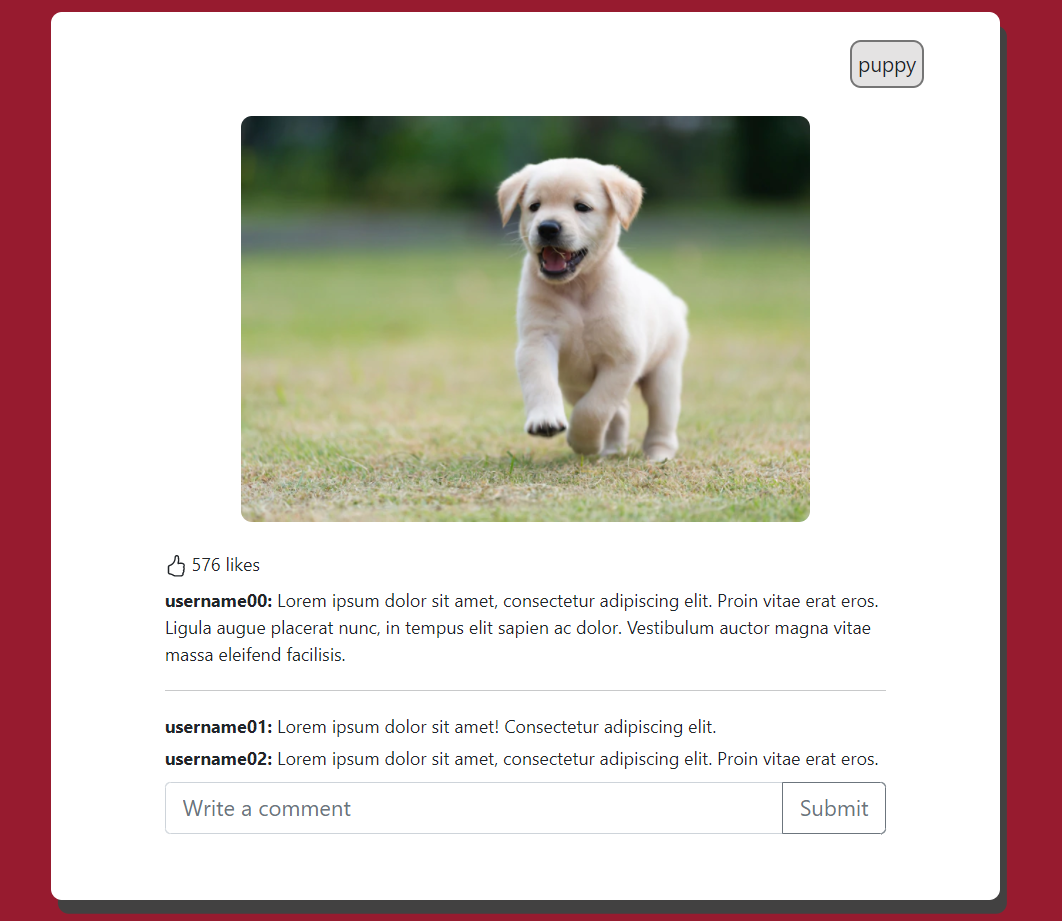 puppy
576 likes
username00: Lorem ipsum dolor sit amet, consectetur adipiscing elit. Proin vitae erat eros.
Ligula augue placerat nunc, in tempus elit sapien ac dolor. Vestibulum auctor magna vitae
massa eleifend facilisis.
username01: Lorem ipsum dolor sit amet! Consectetur adipiscing elit.
username02: Lorem ipsum dolor sit amet, consectetur adipiscing elit. Proin vitae erat eros.
Write a comment Submit